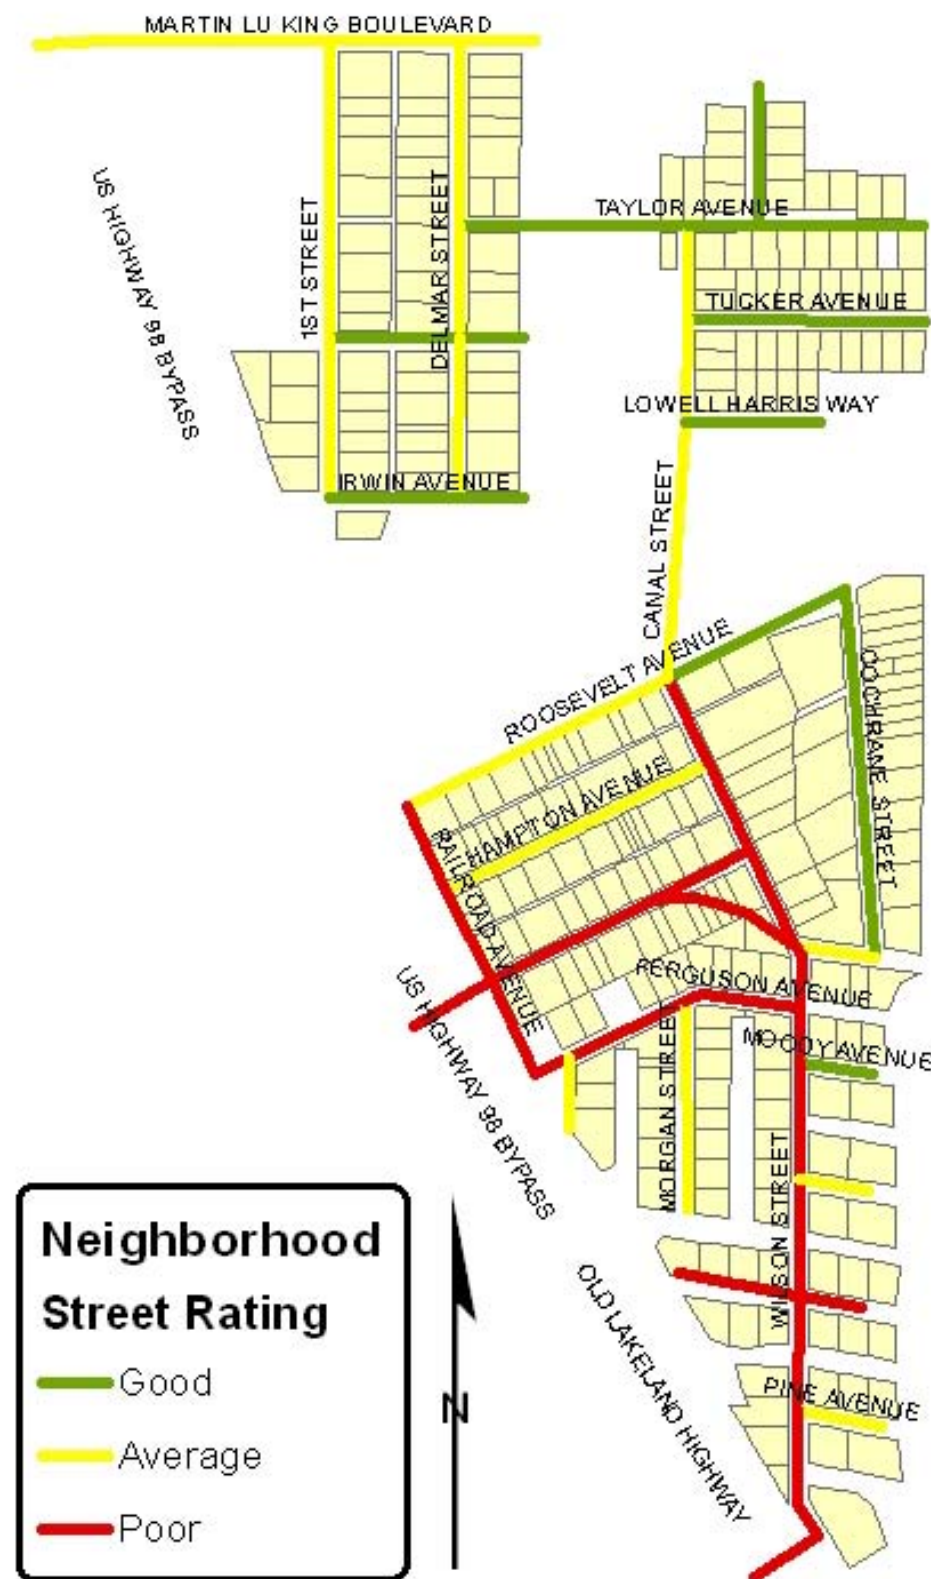 MARTIN LU KING BOULEVARD
US HIGHWAY 98 BYPASS
1ST STREET
DELMAR STREET
TAYLOR AVENUE
TUCKER AVENUE
LOWELL HARRIS WAY
IRWIN AVENUE
CANAL STREET
ROOSEVELT AVENUE
COCHRANE STREET
HAMPTON AVENUE
RAILROAD AVENUE
FERGUSON AVENUE
US HIGHWAY 98 BYPASS
MOODY AVENUE
MORGAN STREET
WILSON STREET
OLD LAKELAND HIGHWAY
PINE AVENUE
Neighborhood
Street Rating
Good
Average
Poor
N